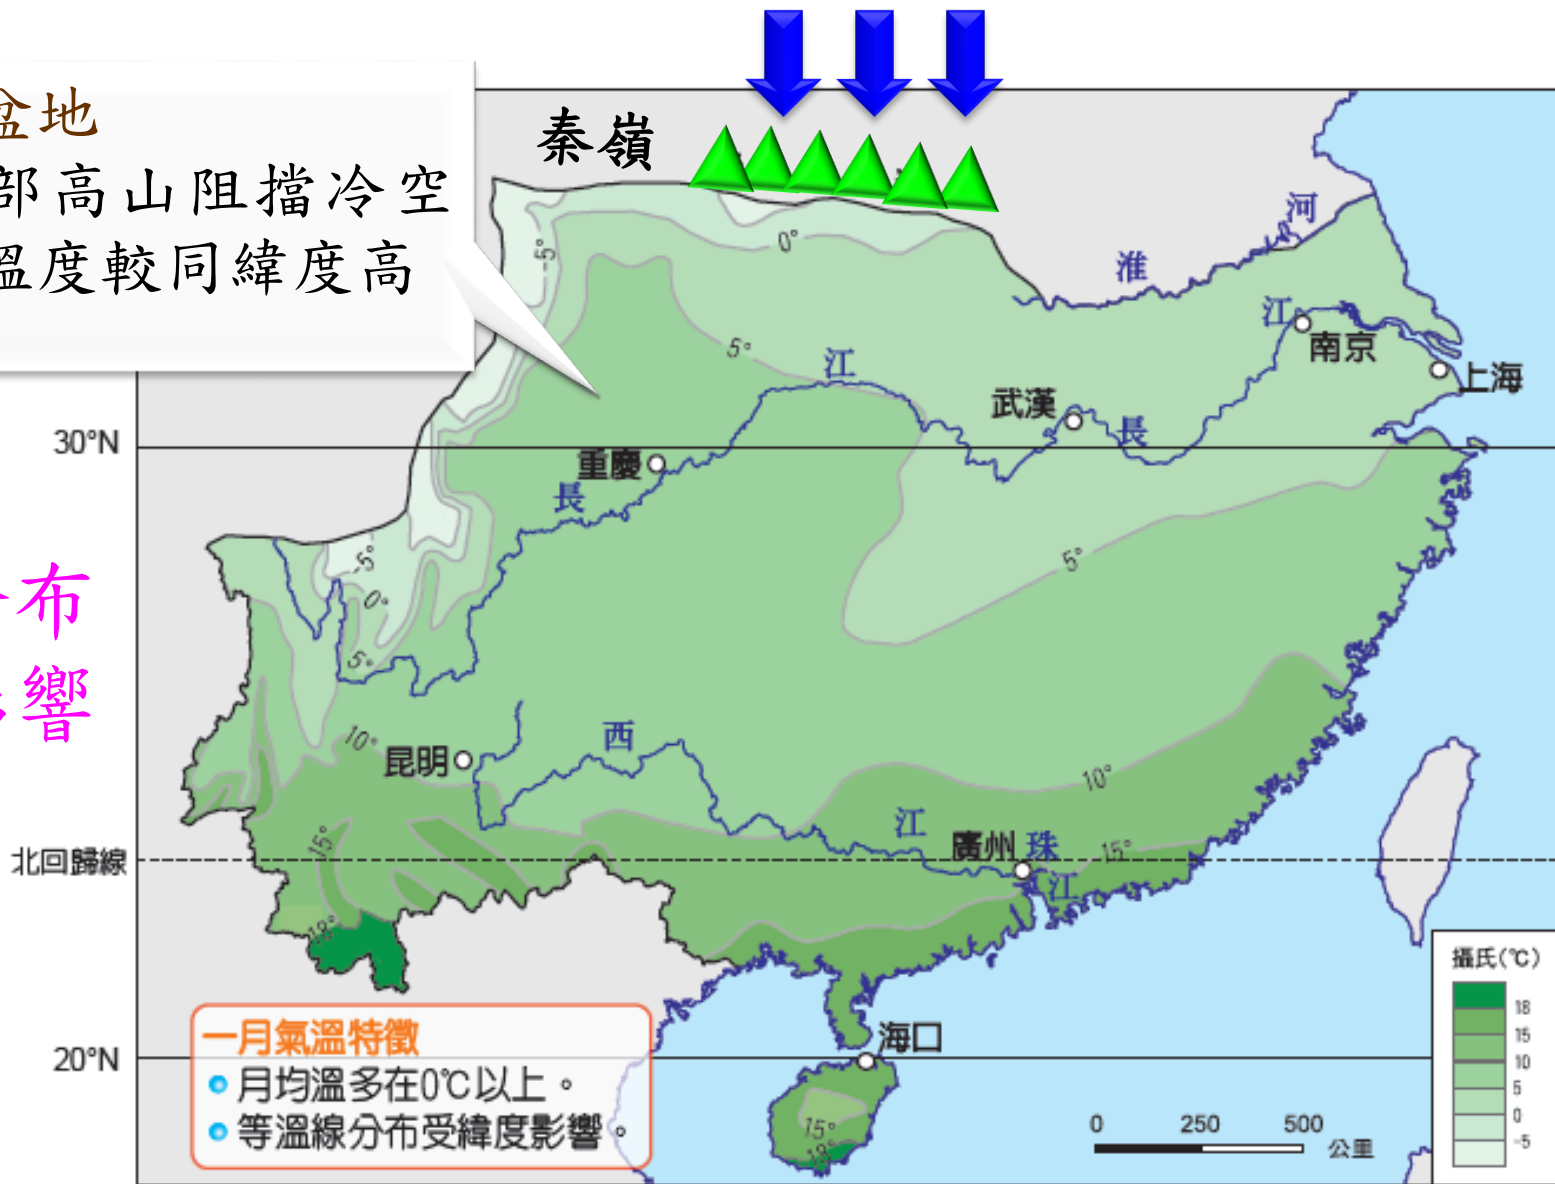 盆地
部高山阻擋冷空
溫度較同緯度高
秦嶺
0°
-5°
5°
淮
河
江
南京
上海
江
武漢
長
30°N
重慶
長
5°
-5°
0°
5°
布
響
10°
昆明
西
10°
江
廣州
珠
江
15°
15°
北回歸線
18°
一月氣溫特徵
月均溫多在0℃以上。
等溫線分布受緯度影響。
20°N
海口
15°
18°
0 250 500
公里
攝氏(℃)
18
15
10
5
0
-5